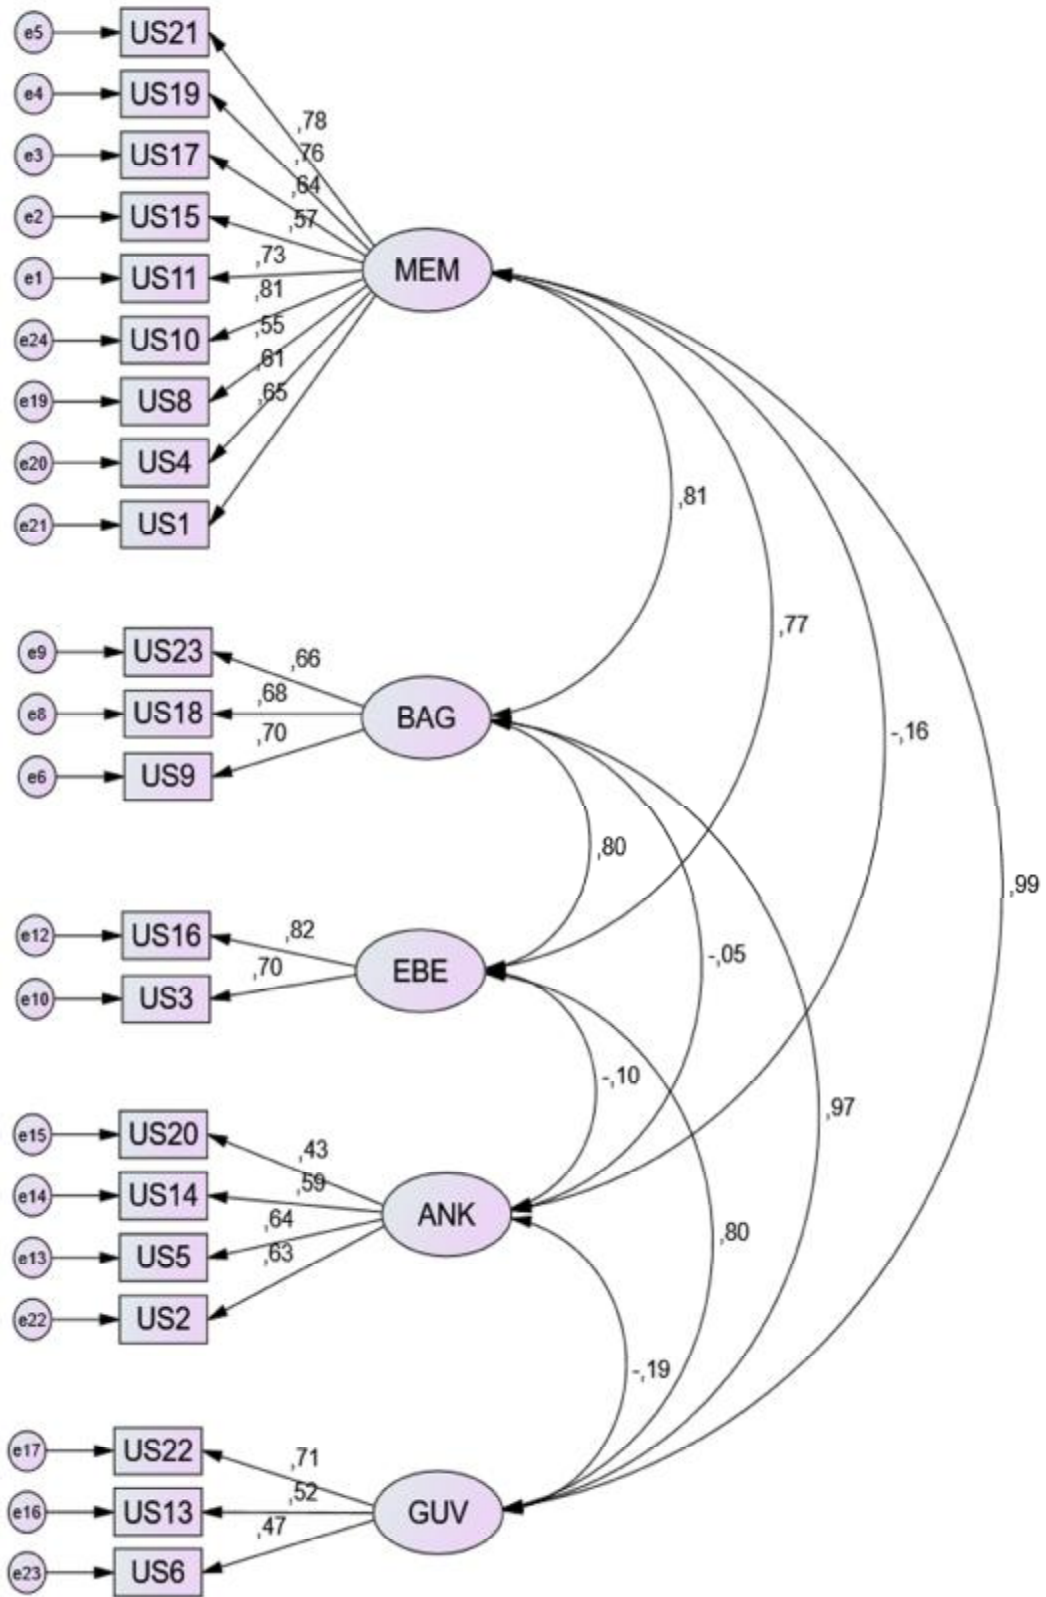 e5 US21
e4 US19
,78
e3 US17
,76
,64
e2 US15
,57
e1 US11
,73
MEM
,81
e24 US10
,55
,61
e19 US8
,65
e20 US4
e21 US1
,81
,77
e9 US23
,66
,68
e8 US18
BAG
,70
e6 US9
-,16
,80
,99
e12 US16
,82
,70
-,05
EBE
e10 US3
-,10
,97
e15 US20
,43
,59
e14 US14
,64
ANK
,63
e13 US5
,80
e22 US2
-,19
e17 US22
,71
,52
e16 US13
GUV
,47
e23 US6